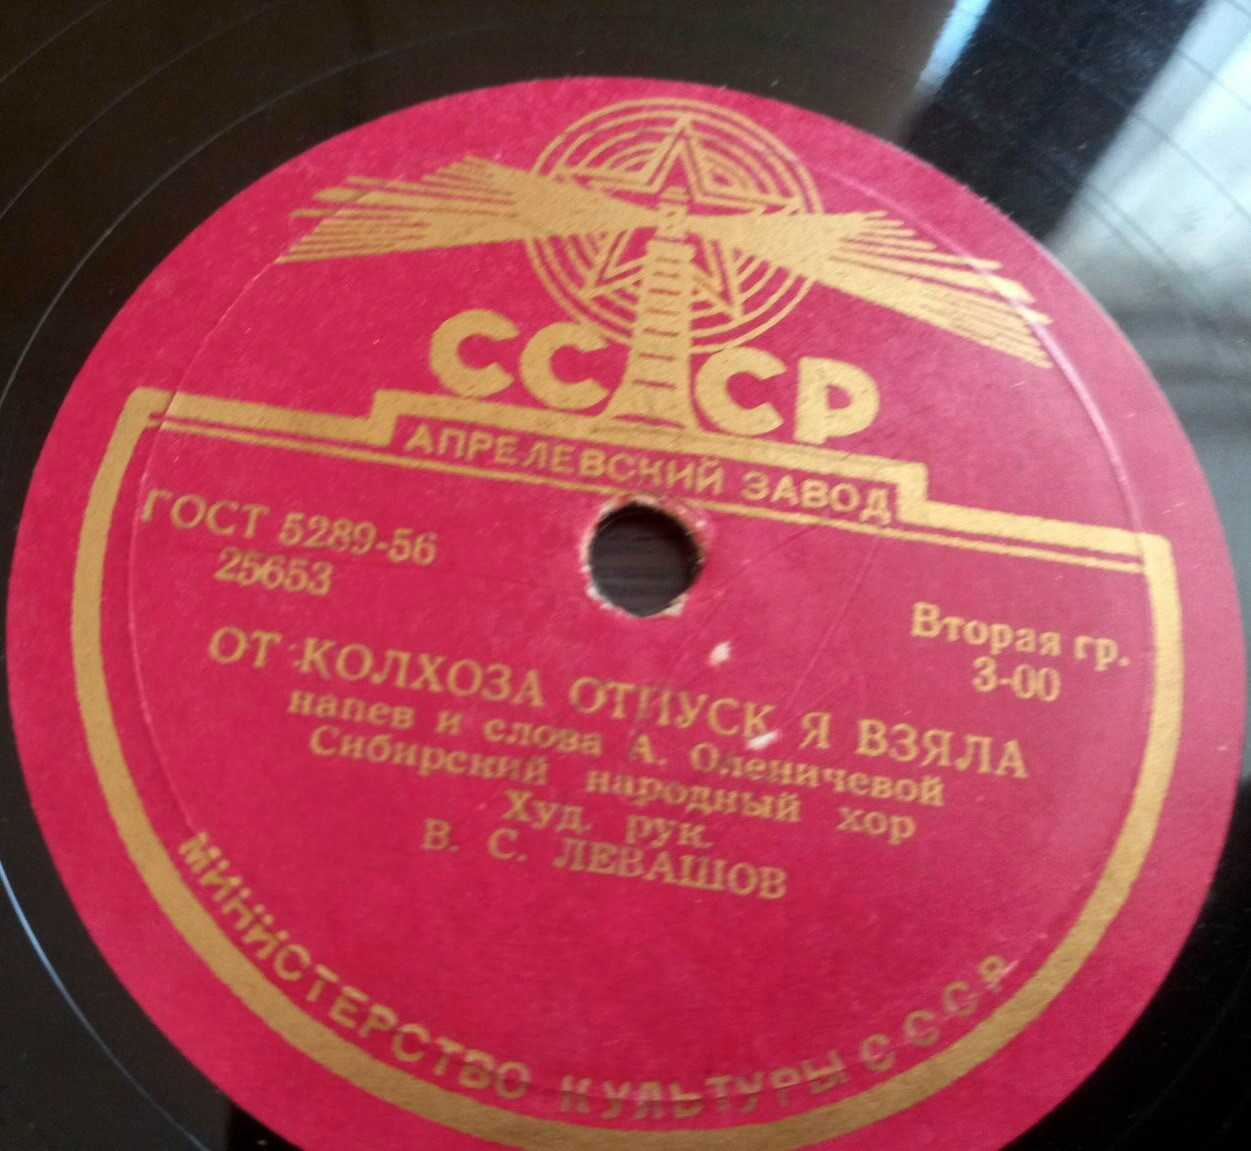 СССР
АПРЕЛЕВСКИЙ ЗАВОД
ГОСТ 5289-56
25653
Вторая гр.
3-00
ОТ КОЛХОЗА ОТПУСК Я ВЗЯЛА
напев и слова А. Оленичевой
Сибирский народный хор
Худ. рук.
В. С. ЛЕВАШОВ
МИНИСТЕРСТВО КУЛЬТУРЫ СССР